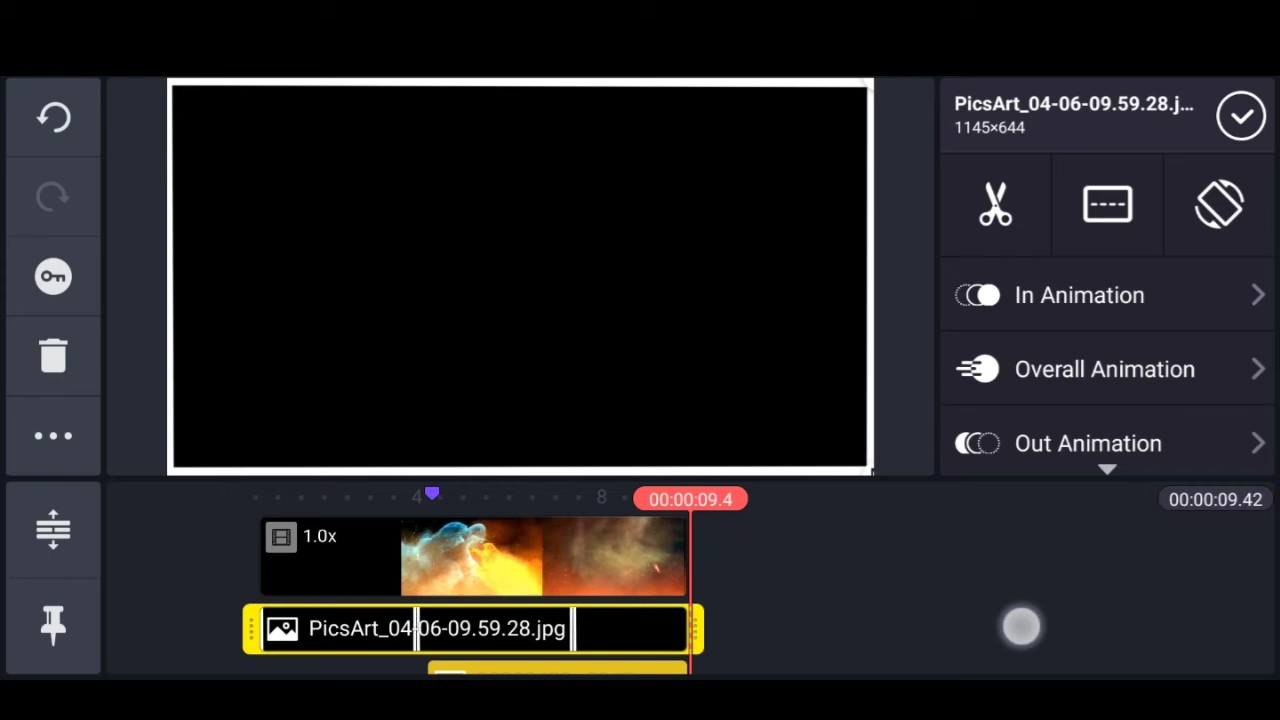 PicsArt_04-06-09.59.28.j...
1145×644
In Animation
Overall Animation
Out Animation
4
8
00:00:09.4
00:00:09.42
1.0x
PicsArt_04-06-09.59.28.jpg